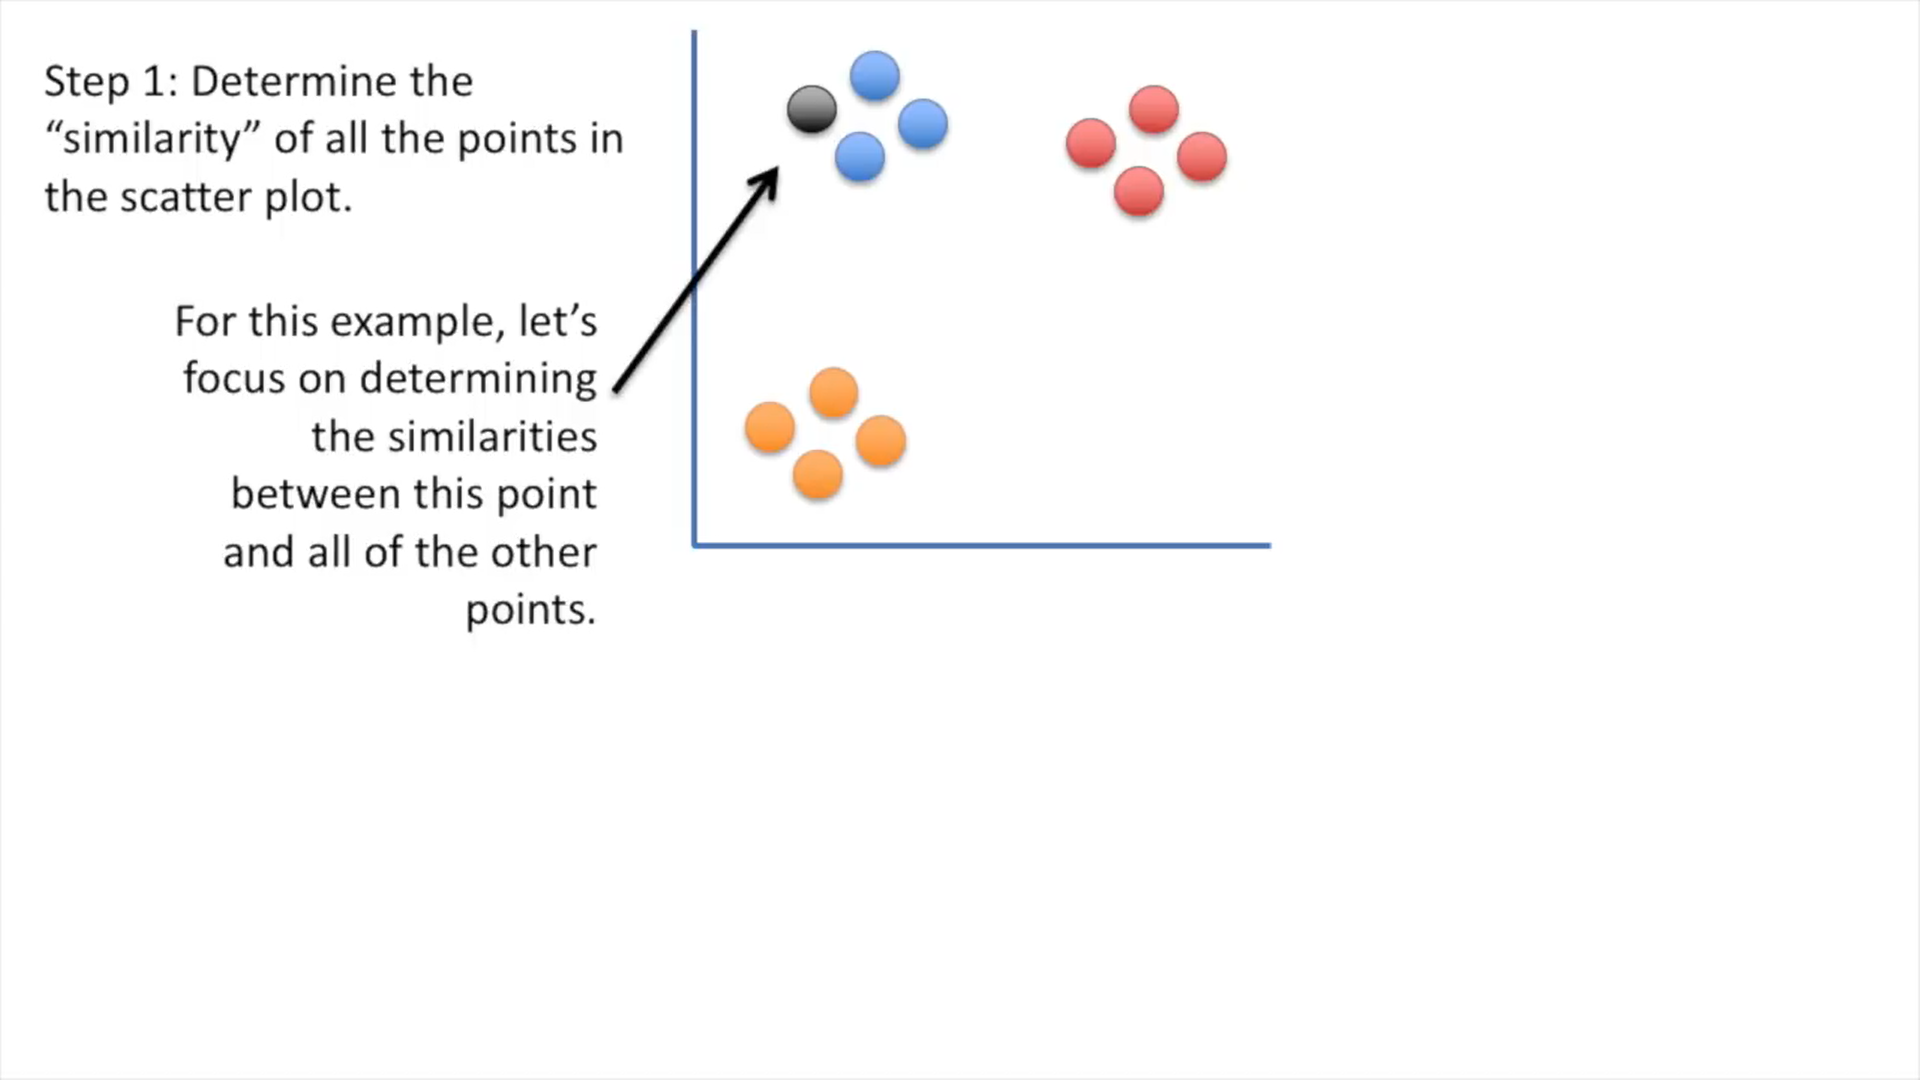 Step 1: Determine the
“similarity” of all the points in
the scatter plot.
For this example, let’s
focus on determining
the similarities
between this point
and all of the other
points.